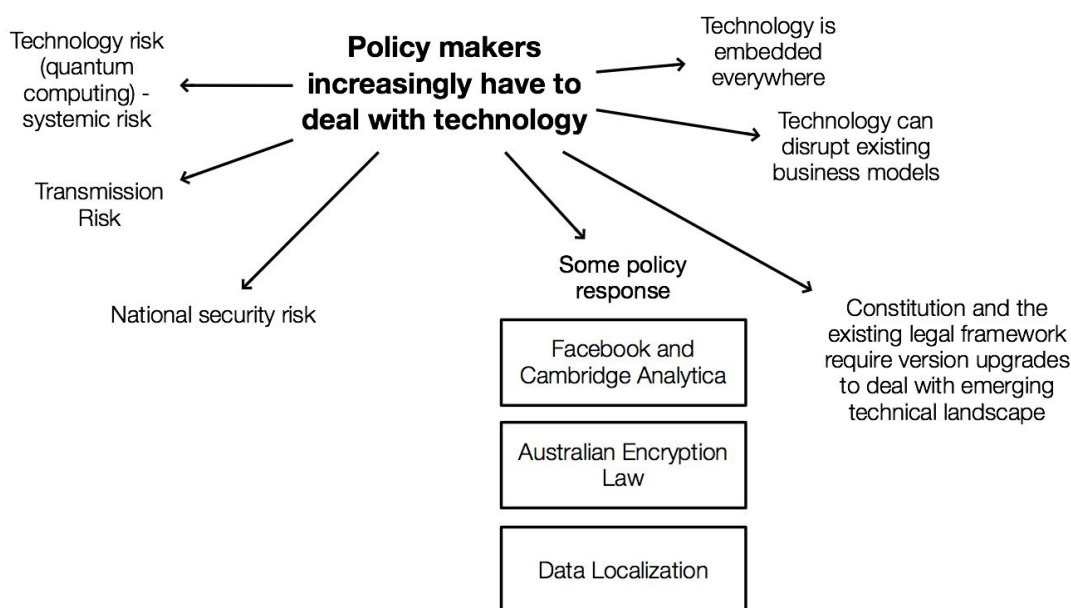 Policy makers
increasingly have to
deal with technology
Technology risk
(quantum
computing) -
systemic risk
Transmission
Risk
National security risk
Some policy
response
Facebook and
Cambridge Analytica
Australian Encryption
Law
Data Localization
Technology is
embedded
everywhere
Technology can
disrupt existing
business models
Constitution and the
existing legal framework
require version upgrades
to deal with emerging
technical landscape